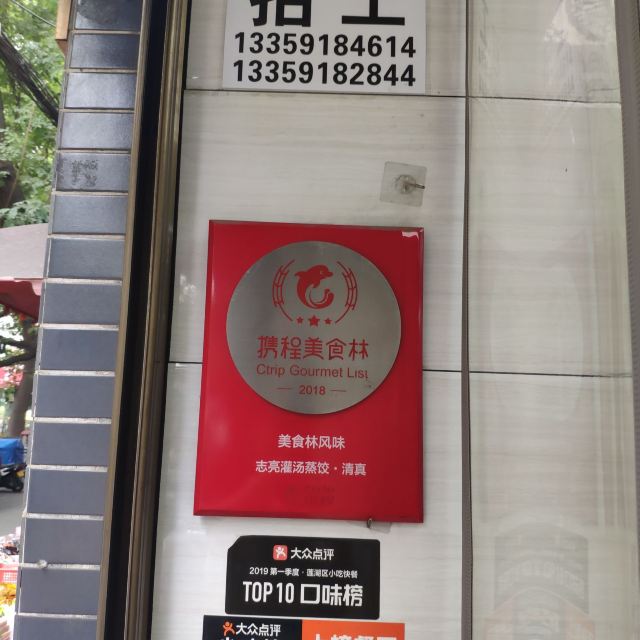 招工
13359184614
13359182844
携程美食林
Ctrip Gourmet List
2018
美食林风味
志亮灌汤蒸饺·清真
大众点评
2019 第一季度·莲湖区小吃快餐
TOP 10 口味榜
大众点评